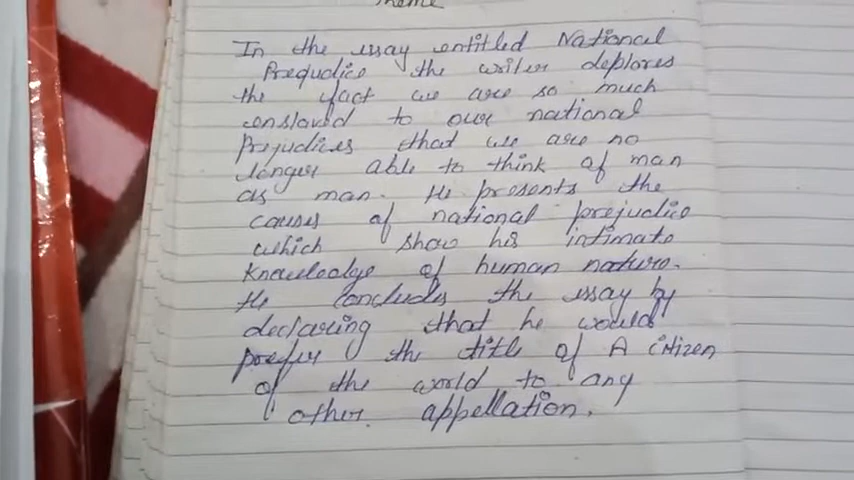 Theme
In the essay entitled National
Prequdice the writer deplores
the fact we are so much
enslaved to our national
Prejudices that we are no
longer able to think of man
as man. He presents the
causes of national prejudice
which show his intimate
knowledge of human nature.
He Concludes the essay by
declaring that he would
prefer the title of A citizen
of the world to any
other appellation.